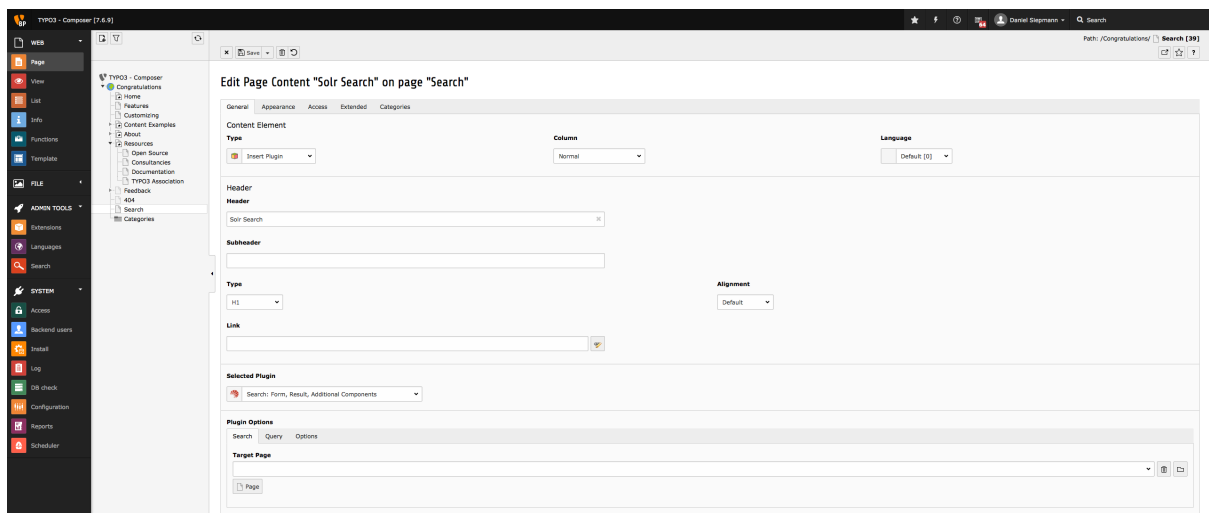 TYPO3 - Composer [7.6.9]
Daniel Siepmann
Search
WEB
Page
View
List
Info
Functions
Template
FILE
ADMIN TOOLS
Extensions
Languages
Search
SYSTEM
Access
Backend users
Install
Log
DB check
Configuration
Reports
Scheduler
TYPO3 - Composer
Congratulations
Home
Features
Customizing
Content Examples
About
Resources
Open Source
Consultancies
Documentation
TYPO3 Association
Feedback
404
Search
Categories
Path: /Congratulations/ Search [39]
Save
Edit Page Content "Solr Search" on page "Search"
General Appearance Access Extended Categories
Content Element
Type Column Language
Insert Plugin Normal Default [0]
Header
Header
Solr Search
Subheader
Type Alignment
H1 Default
Link
Selected Plugin
Search: Form, Result, Additional Components
Plugin Options
Search Query Options
Target Page
Page